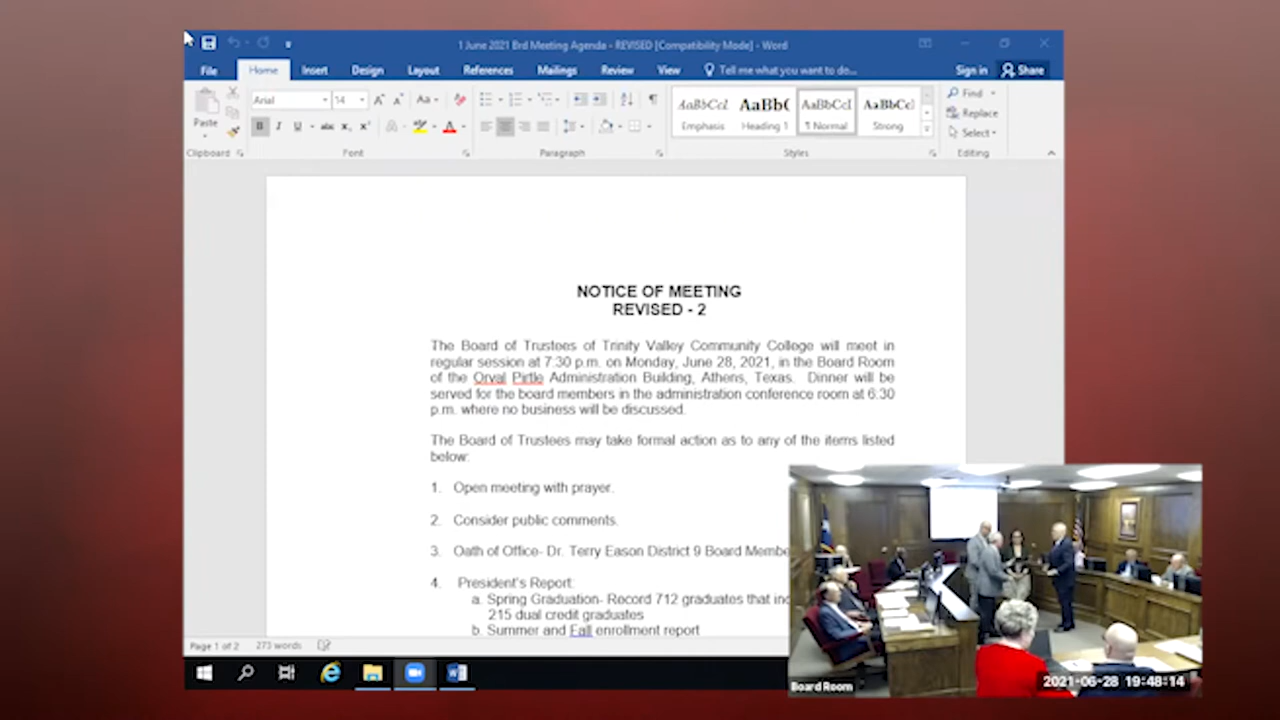 1 June 2021 Brd Meeting Agenda - REVISED [Compatibility Mode] - Word
File Home Insert Design Layout References Mailings Review View Tell me what you want to do... Sign in Share
Paste
Arial 14
Aa
B I U abc x₂ x²
AaBbCcI AaBb( AaBbCcI AaBbCc)
Emphasis Heading 1 ¶ Normal Strong
Find
Replace
Select
Clipboard Font Paragraph Styles Editing
NOTICE OF MEETING
REVISED - 2
The Board of Trustees of Trinity Valley Community College will meet in
regular session at 7:30 p.m. on Monday, June 28, 2021, in the Board Room
of the Orval Pirtle Administration Building, Athens, Texas. Dinner will be
served for the board members in the administration conference room at 6:30
p.m. where no business will be discussed.
The Board of Trustees may take formal action as to any of the items listed
below:
1. Open meeting with prayer.
2. Consider public comments.
3. Oath of Office- Dr. Terry Eason District 9 Board Membe
4. President's Report:
a. Spring Graduation- Record 712 graduates that inc
215 dual credit graduates
b. Summer and Fall enrollment report
Page 1 of 2 273 words
Board Room
2021-06-28 19:48:14